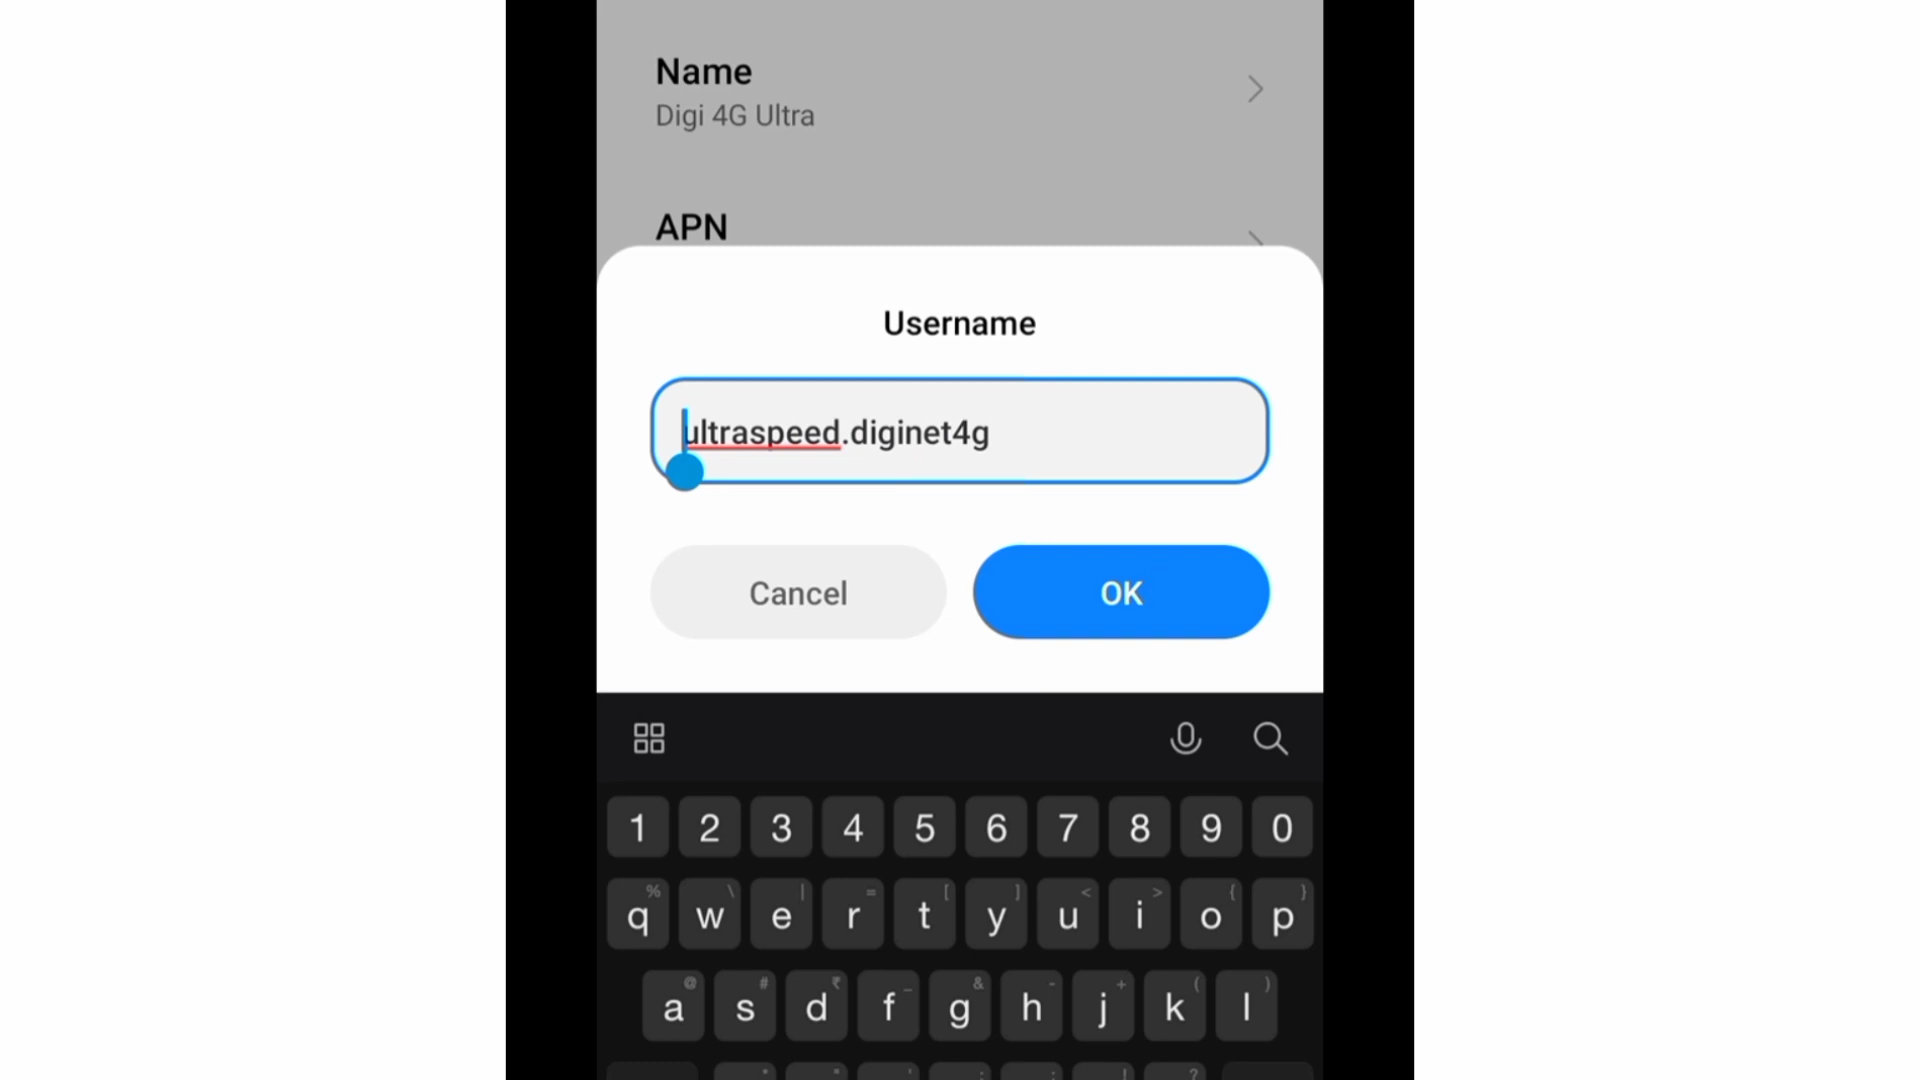 Name
Digi 4G Ultra
APN
Username
ultraspeed.diginet4g
Cancel
OK
1 2 3 4 5 6 7 8 9 0
% \ | = [ ] < > { }
q w e r t y u i o p
@ # ₹ _ & - + ( )
a s d f g h j k l